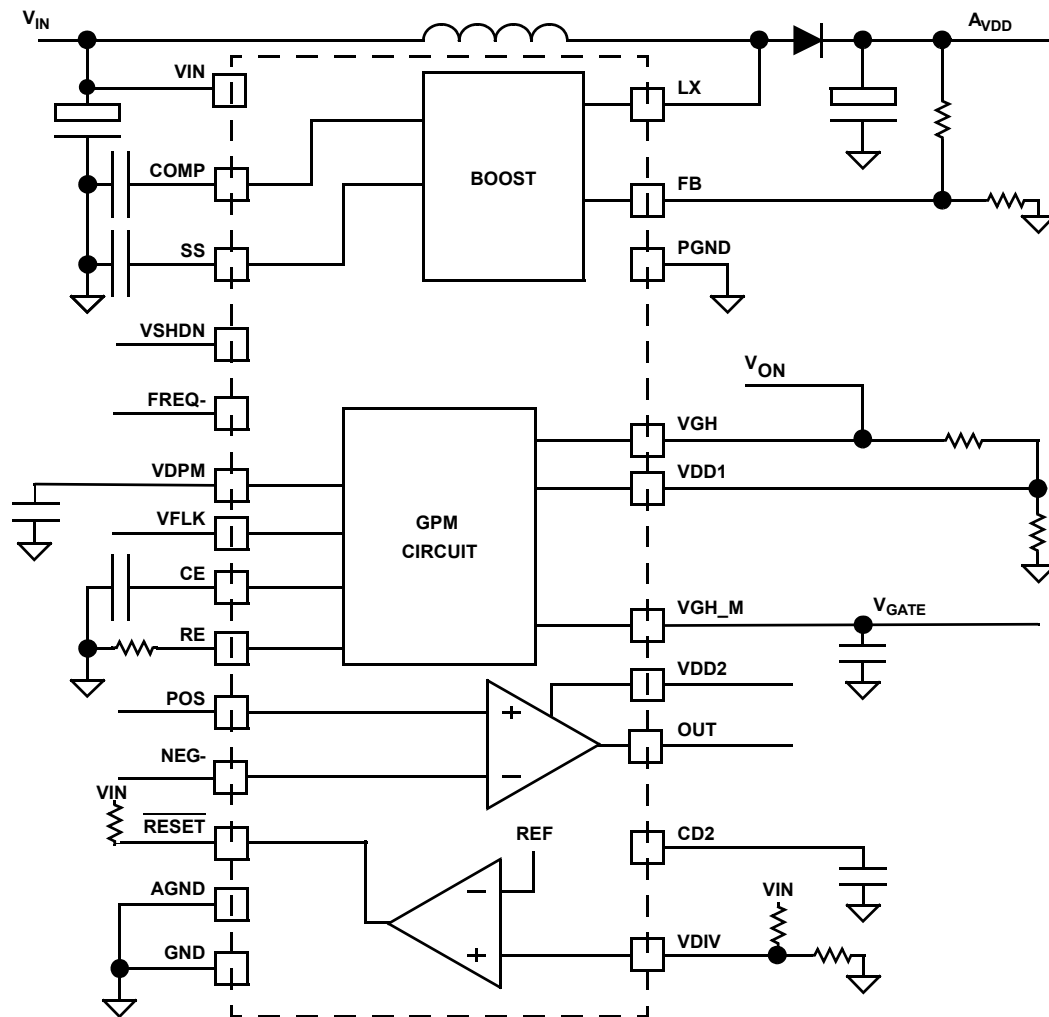 VIN
AVDD
VIN
LX
COMP
BOOST
FB
SS
PGND
VSHDN
VON
FREQ-
VGH
VDPM
VDD1
VFLK
GPM
CIRCUIT
CE
VGH_M
VGATE
RE
VDD2
POS
+
OUT
NEG-
−
VIN
RESET
REF
CD2
AGND
−
VIN
GND
+
VDIV